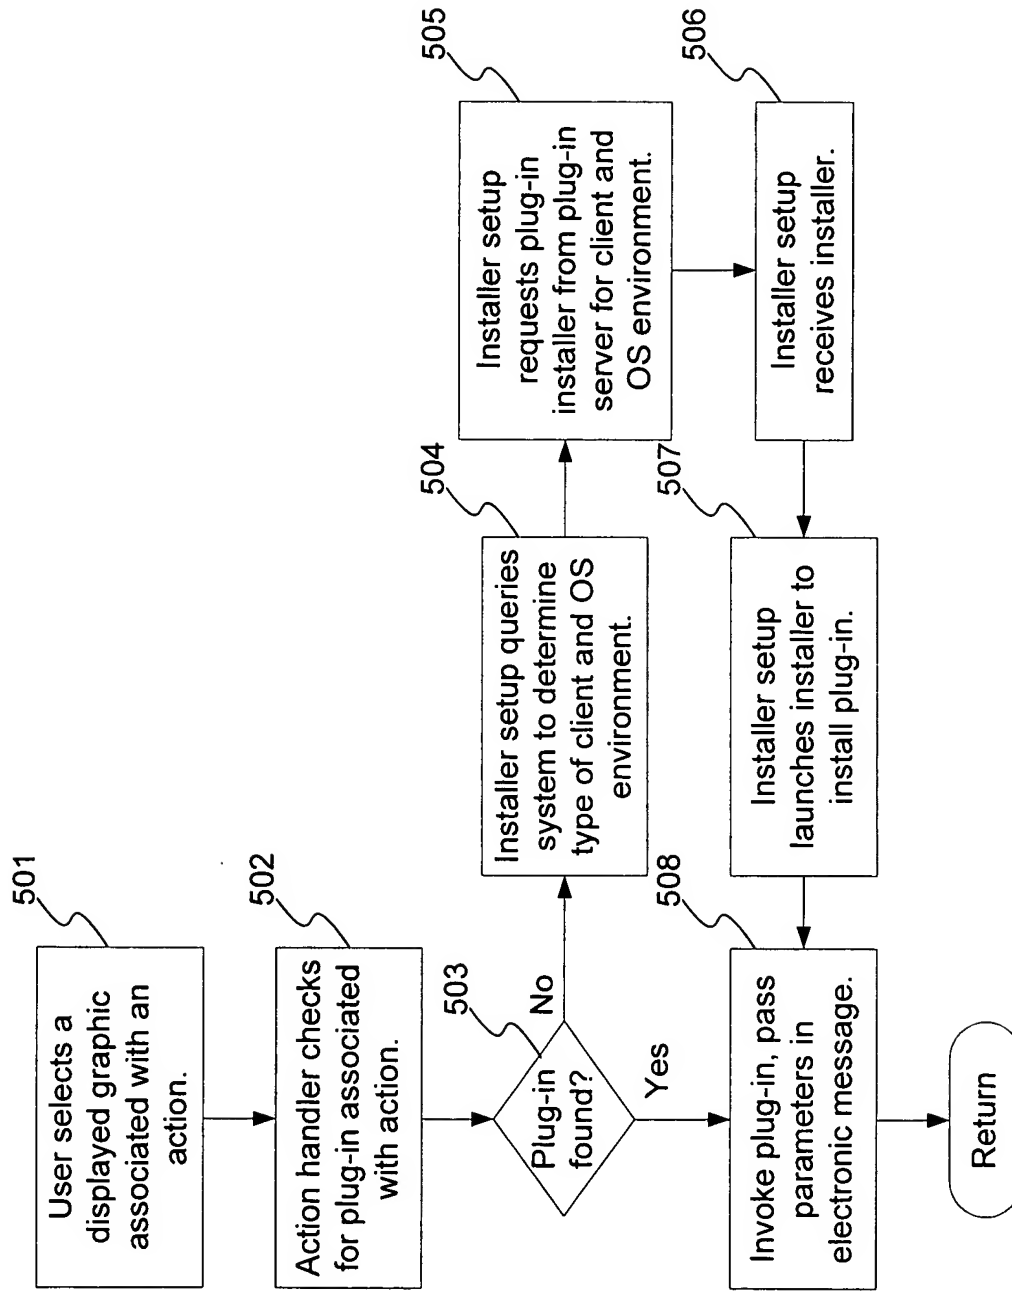 501
User selects a
displayed graphic
associated with an
action.
502
Action handler checks
for plug-in associated
with action.
503
Plug-in
found?
No
Yes
504
Installer setup queries
system to determine
type of client and OS
environment.
505
Installer setup
requests plug-in
installer from plug-in
server for client and
OS environment.
506
Installer setup
receives installer.
507
Installer setup
launches installer to
install plug-in.
508
Invoke plug-in, pass
parameters in
electronic message.
Return